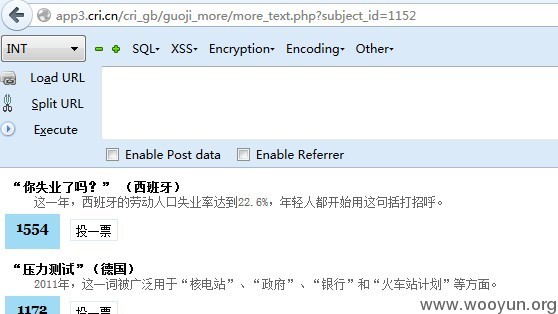 app3.cri.cn/cri_gb/guoji_more/more_text.php?subject_id=1152
INT SQL- XSS- Encryption- Encoding- Other-
Load URL
Split URL
Execute
Enable Post data Enable Referrer
“你失业了吗？”（西班牙）
这一年，西班牙的劳动人口失业率达到22.6%，年轻人都开始用这句括打招呼。
1554 投一票
“压力测试”（德国）
2011年，这一词被广泛用于“核电站”、“政府”、“银行”和“火车站计划”等方面。
1172 投一票
www.wooyun.org